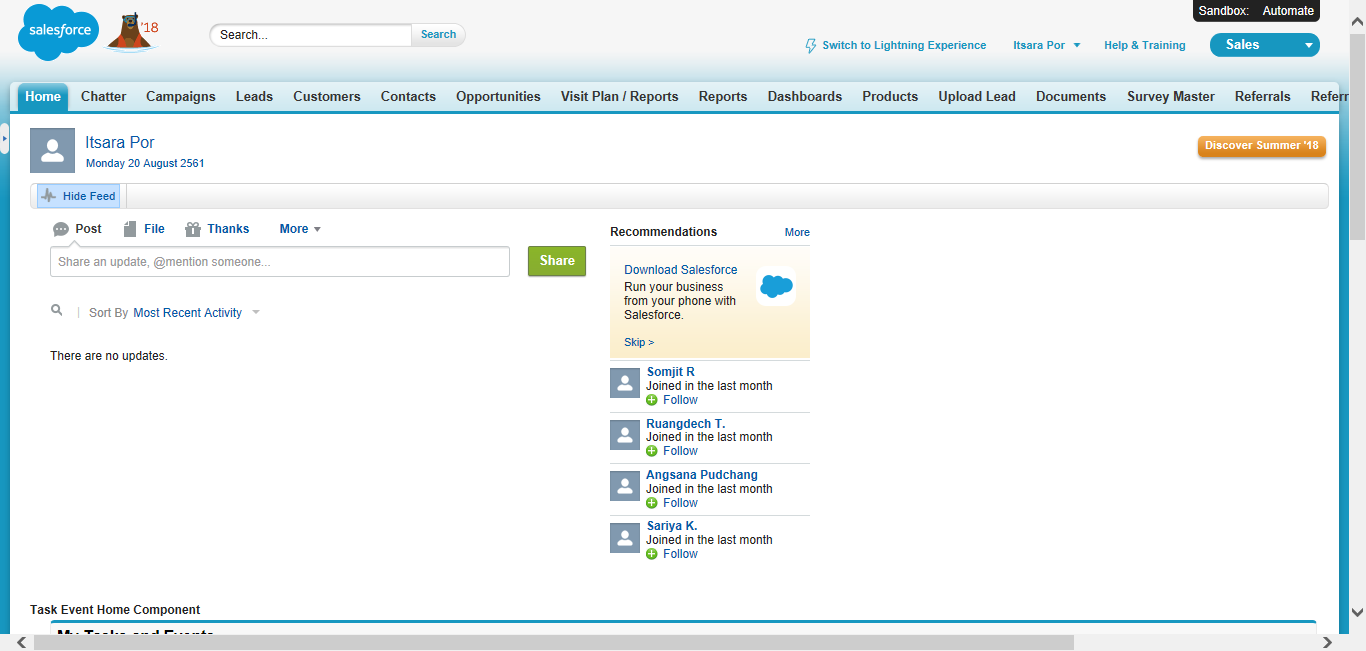 Sandbox: Automate
salesforce
'18
Search...
Search
Switch to Lightning Experience
Itsara Por
Help & Training
Sales
Home Chatter Campaigns Leads Customers Contacts Opportunities Visit Plan / Reports Reports Dashboards Products Upload Lead Documents Survey Master Referrals Referr
Itsara Por
Monday 20 August 2561
Discover Summer '18
Hide Feed
Post File Thanks More
Share an update, @mention someone...
Share
Sort By Most Recent Activity
There are no updates.
Recommendations More
Download Salesforce
Run your business
from your phone with
Salesforce.
Skip >
Somjit R
Joined in the last month
Follow
Ruangdech T.
Joined in the last month
Follow
Angsana Pudchang
Joined in the last month
Follow
Sariya K.
Joined in the last month
Follow
Task Event Home Component
My Tasks and Events